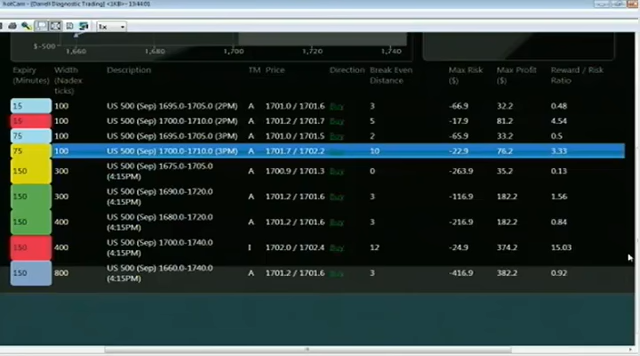 HotCam - (Darrell Diagnostic Trading) <1KB>- 13:44:01
1x
$-500
1,660 1,680 1,700 1,720 1,740
Expiry (Minutes) Width (Nadex ticks) Description TM Price Direction Break Even Distance Max Risk ($) Max Profit ($) Reward / Risk Ratio
15 100 US 500 (Sep) 1695.0-1705.0 (2PM) A 1701.0 / 1701.6 Buy 3 -66.9 32.2 0.48
15 100 US 500 (Sep) 1700.0-1710.0 (2PM) A 1701.2 / 1701.7 Buy 5 -17.9 81.2 4.54
75 100 US 500 (Sep) 1695.0-1705.0 (3PM) A 1701.0 / 1701.5 Buy 2 -65.9 33.2 0.5
75 100 US 500 (Sep) 1700.0-1710.0 (3PM) A 1701.7 / 1702.2 Buy 10 -22.9 76.2 3.33
150 300 US 500 (Sep) 1675.0-1705.0 (4:15PM) A 1700.9 / 1701.3 Buy 0 -263.9 35.2 0.13
150 300 US 500 (Sep) 1690.0-1720.0 (4:15PM) A 1701.2 / 1701.6 Buy 3 -116.9 182.2 1.56
150 400 US 500 (Sep) 1680.0-1720.0 (4:15PM) A 1701.2 / 1701.6 Buy 3 -216.9 182.2 0.84
150 400 US 500 (Sep) 1700.0-1740.0 (4:15PM) I 1702.0 / 1702.4 Buy 12 -24.9 374.2 15.03
150 800 US 500 (Sep) 1660.0-1740.0 (4:15PM) A 1701.2 / 1701.6 Buy 3 -416.9 382.2 0.92